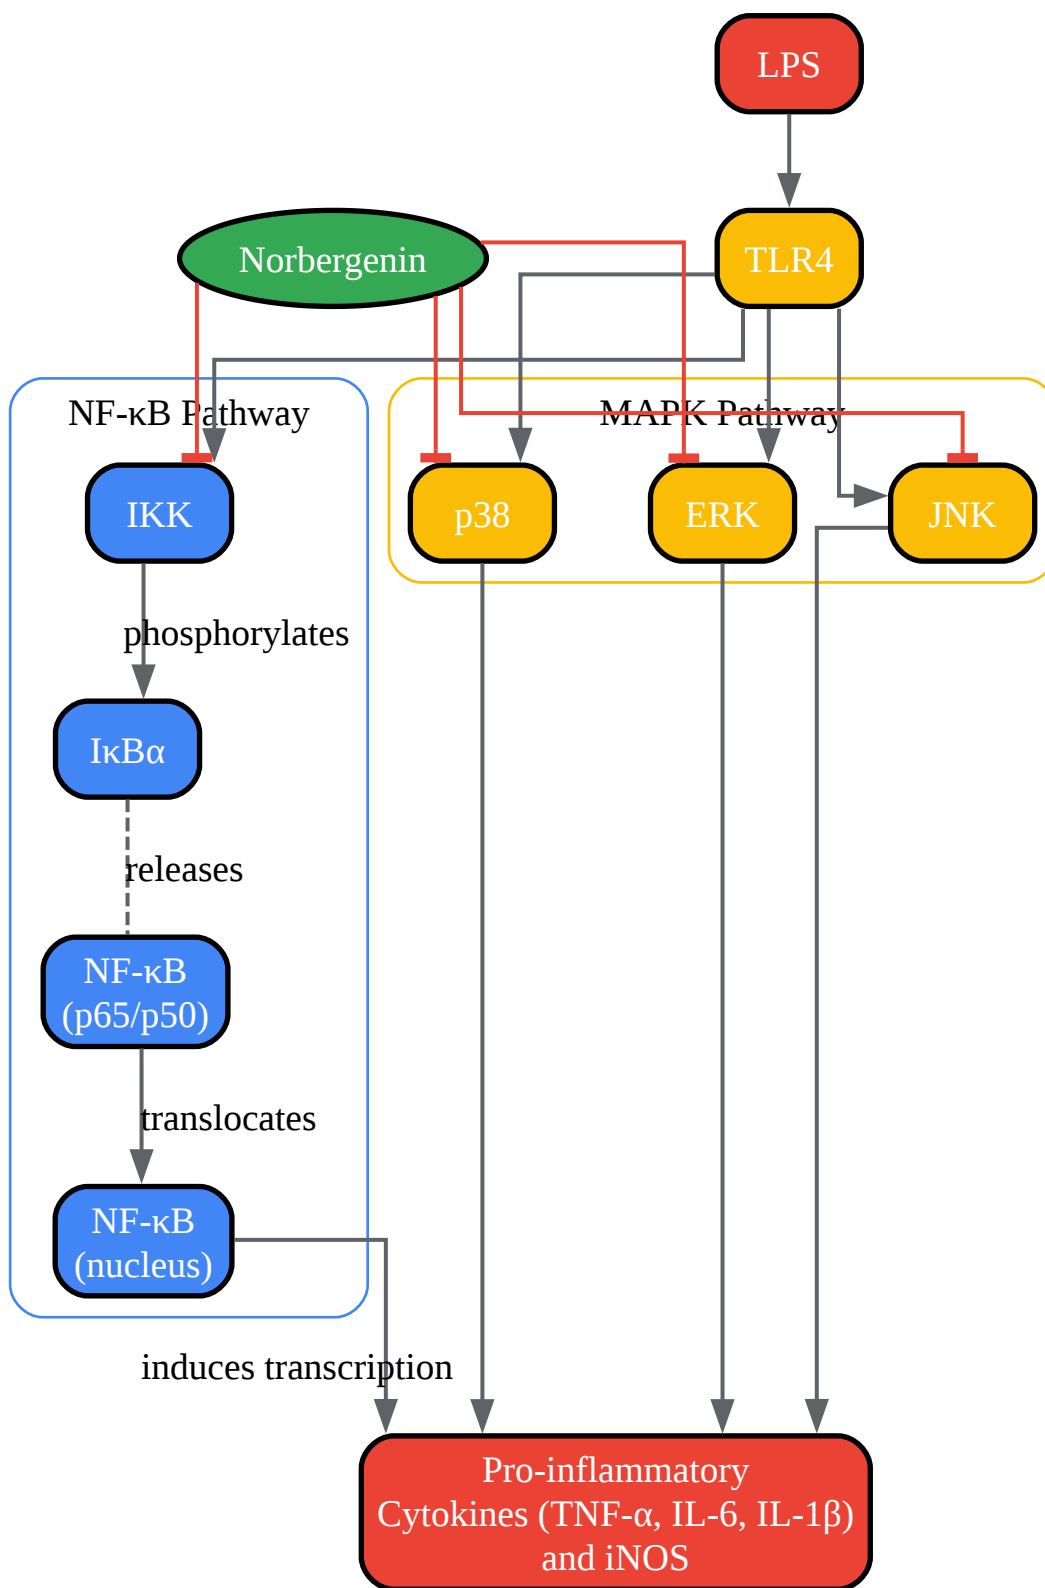 LPS
Norbergenin
TLR4
NF-κB Pathway
MAPK Pathway
IKK
p38
ERK
JNK
phosphorylates
IκBα
releases
NF-κB
(p65/p50)
translocates
NF-κB
(nucleus)
induces transcription
Pro-inflammatory
Cytokines (TNF-α, IL-6, IL-1β)
and iNOS